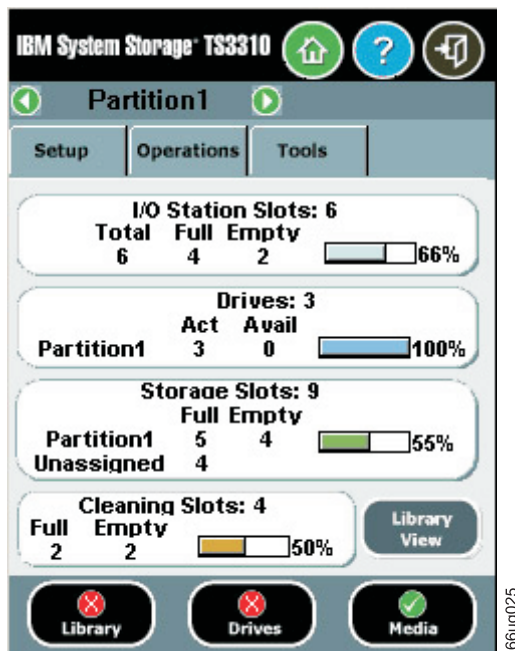 IBM System Storage® TS3310 ?
Partition1
Setup Operations Tools
I/O Station Slots: 6
Total Full Empty
6 4 2 66%
Drives: 3
Act Avail
Partition1 3 0 100%
Storage Slots: 9
Full Empty
Partition1 5 4 55%
Unassigned 4
Cleaning Slots: 4
Full Empty
2 2 50%
Library View
Library Drives Media
66ug025